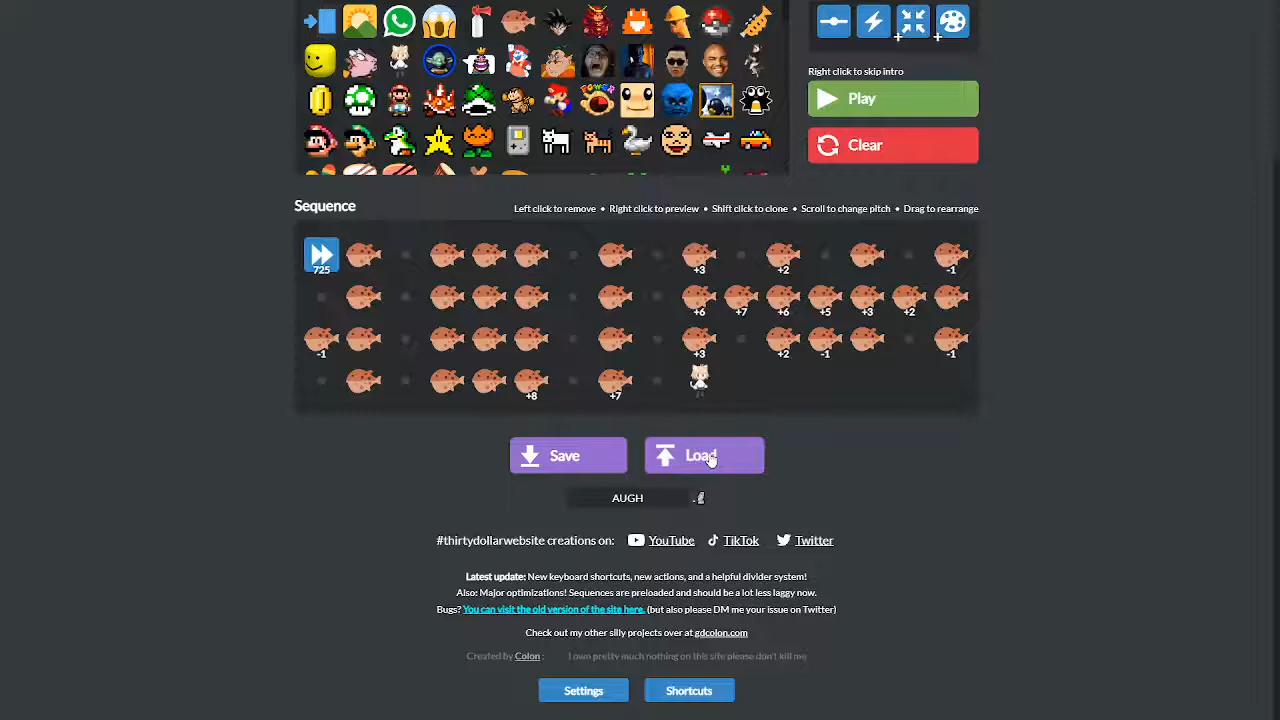 Right click to skip intro
Play
Clear
Sequence
Left click to remove • Right click to preview • Shift click to clone • Scroll to change pitch • Drag to rearrange
725 +3 +2 -1
+6 +7 +6 +5 +3 +2
-1 +3 +2 -1 -1
+8 +7
Save
Load
AUGH
#thirtydollarwebsite creations on: YouTube TikTok Twitter
Latest update: New keyboard shortcuts, new actions, and a helpful divider system!
Also: Major optimizations! Sequences are preloaded and should be a lot less laggy now.
Bugs? You can visit the old version of the site here. (but also please DM me your issue on Twitter)
Check out my other silly projects over at gdcolon.com
Created by Colon : I own pretty much nothing on this site please don't kill me
Settings
Shortcuts